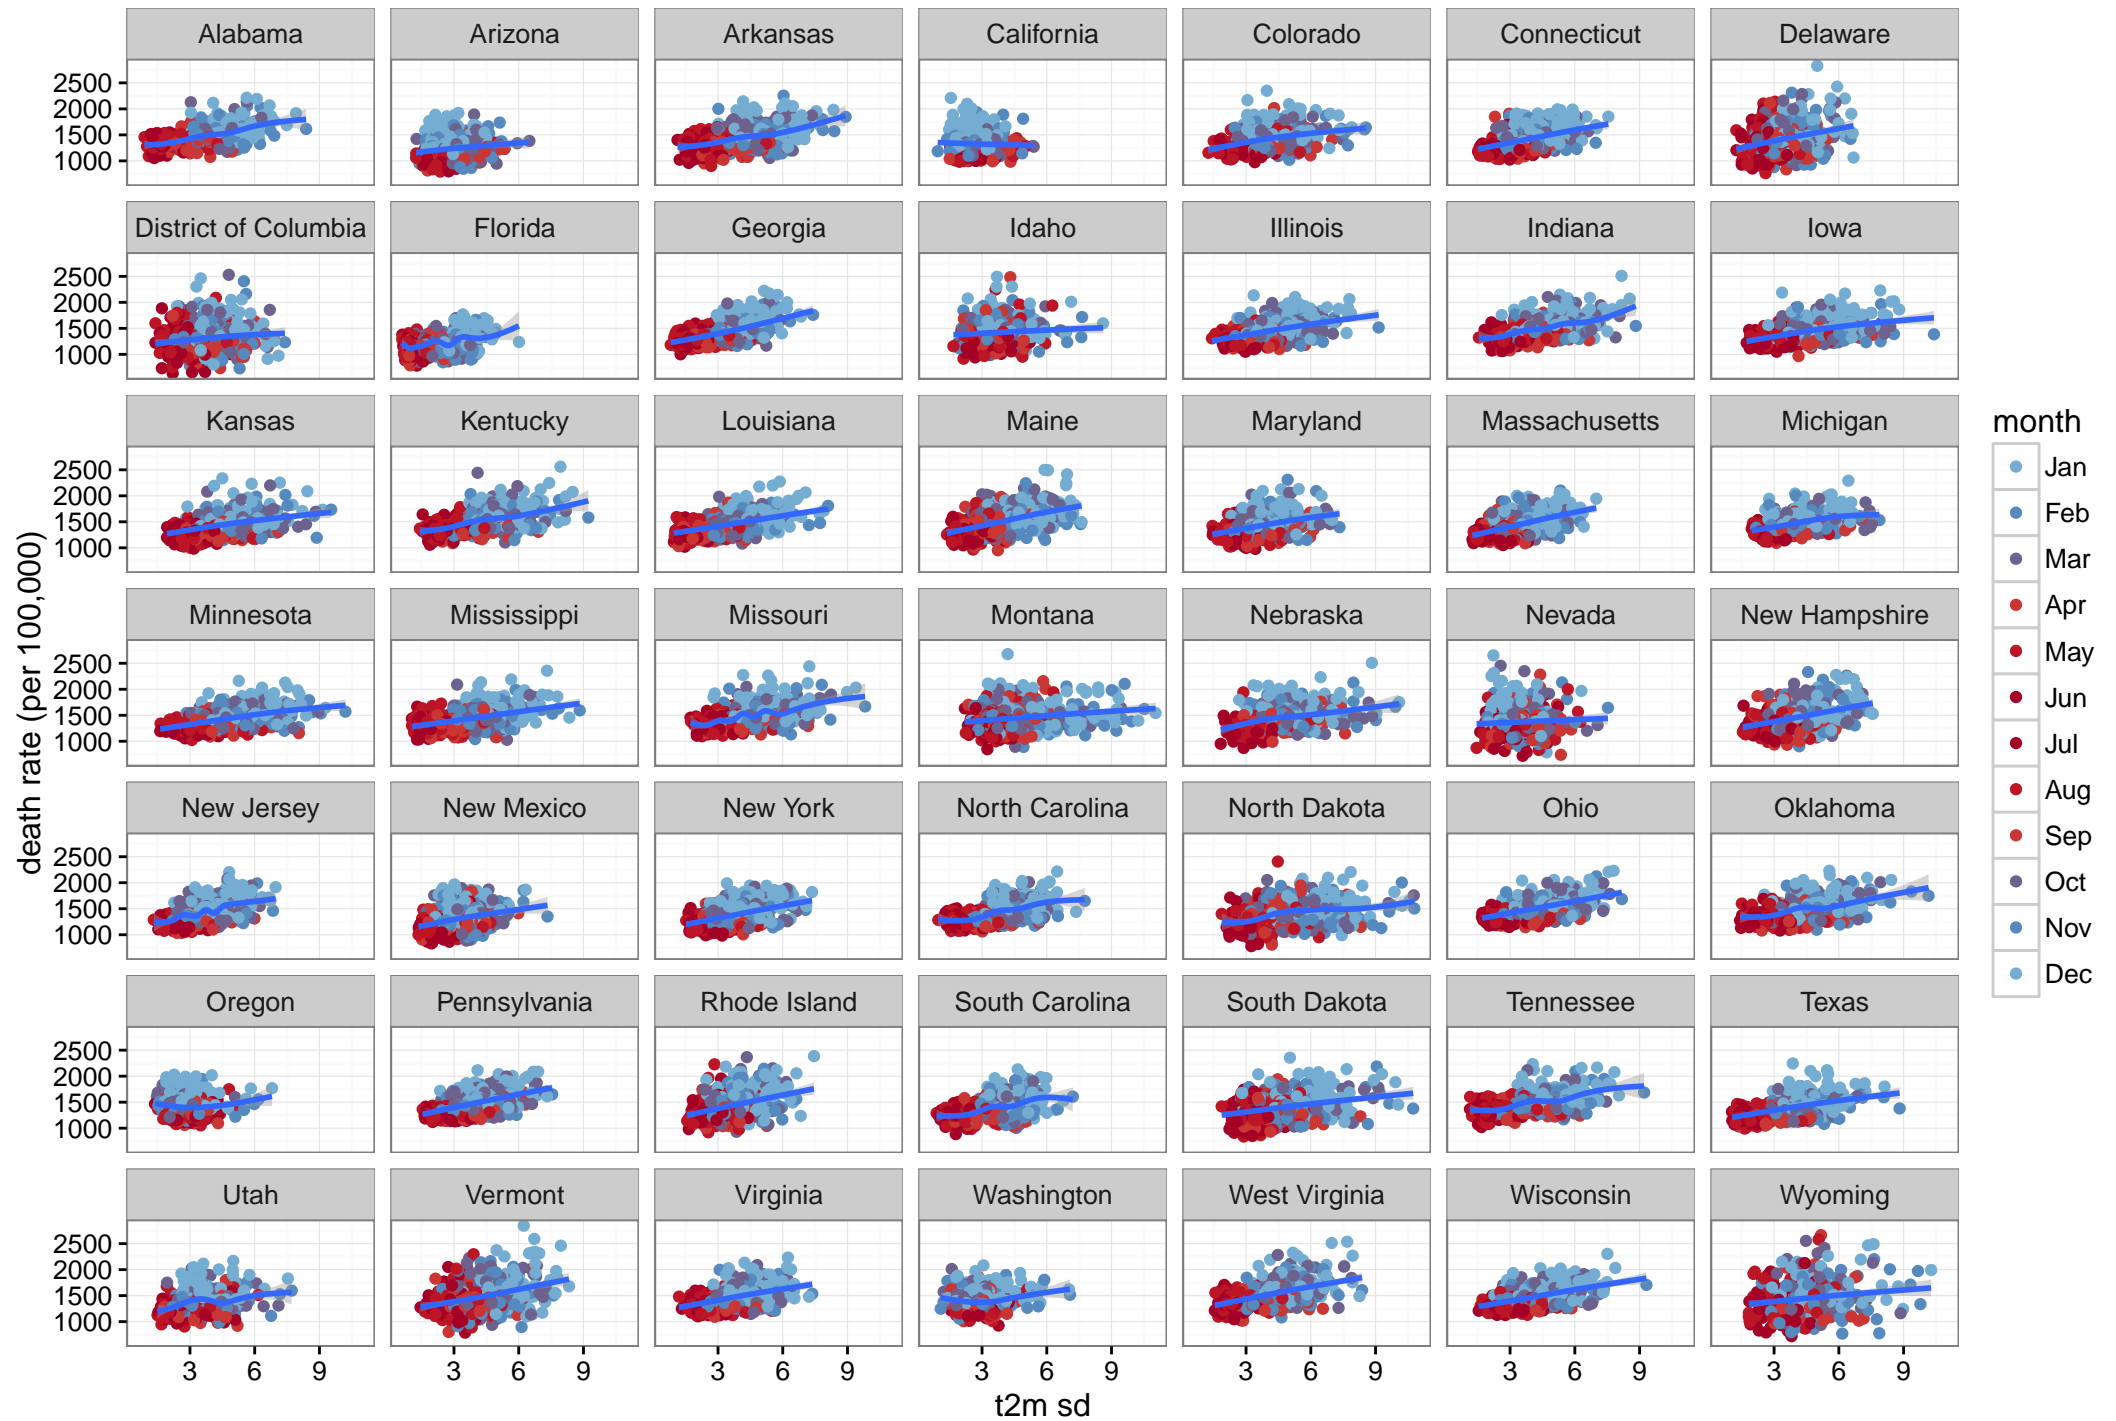 Alabama Arizona Arkansas California Colorado Connecticut Delaware
2500
2000
1500
1000
District of Columbia Florida Georgia Idaho Illinois Indiana Iowa
2500
2000
1500
1000
Kansas Kentucky Louisiana Maine Maryland Massachusetts Michigan
2500
2000
1500
1000
Minnesota Mississippi Missouri Montana Nebraska Nevada New Hampshire
2500
2000
1500
1000
New Jersey New Mexico New York North Carolina North Dakota Ohio Oklahoma
2500
2000
1500
1000
Oregon Pennsylvania Rhode Island South Carolina South Dakota Tennessee Texas
2500
2000
1500
1000
Utah Vermont Virginia Washington West Virginia Wisconsin Wyoming
2500
2000
1500
1000
3 6 9 3 6 9 3 6 9 3 6 9 3 6 9 3 6 9 3 6 9
t2m sd
death rate (per 100,000)
month
Jan
Feb
Mar
Apr
May
Jun
Jul
Aug
Sep
Oct
Nov
Dec